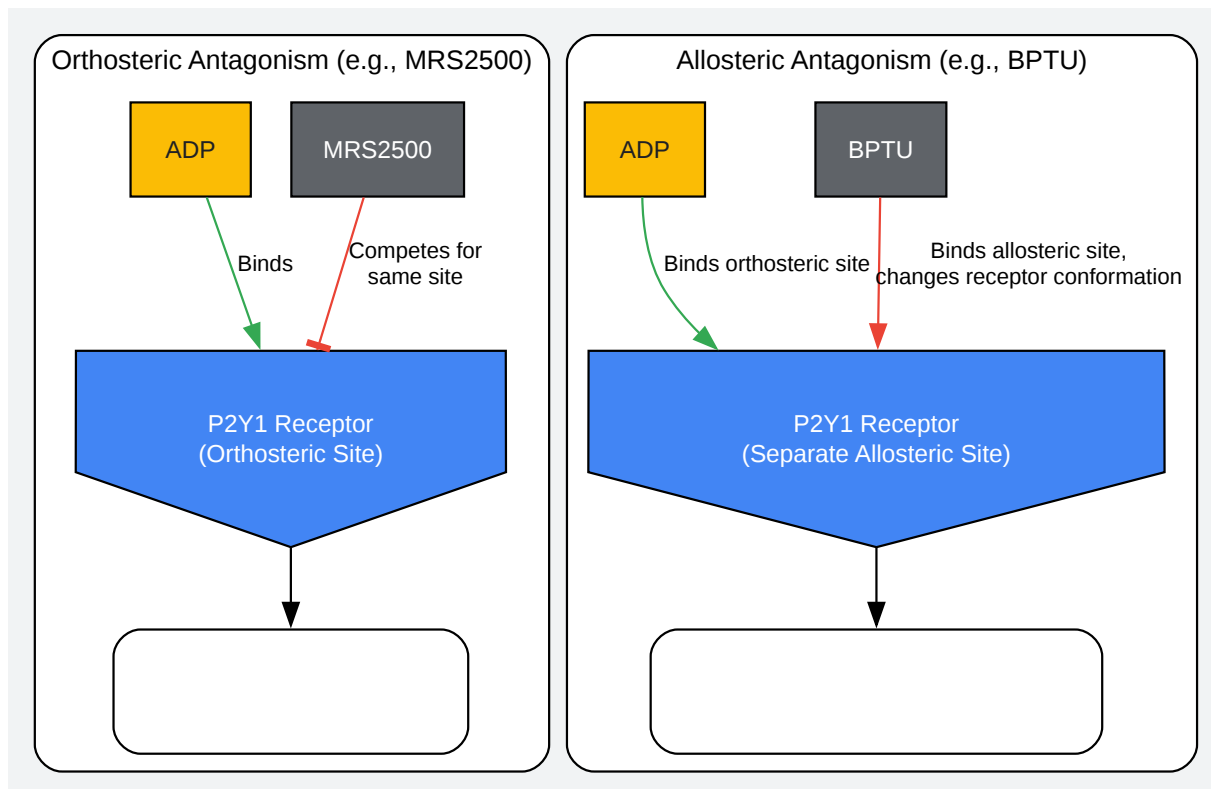 Orthosteric Antagonism (e.g., MRS2500)
ADP
MRS2500
Binds
Competes for
same site
P2Y1 Receptor
(Orthosteric Site)
Allosteric Antagonism (e.g., BPTU)
ADP
BPTU
Binds orthosteric site
Binds allosteric site,
changes receptor conformation
P2Y1 Receptor
(Separate Allosteric Site)